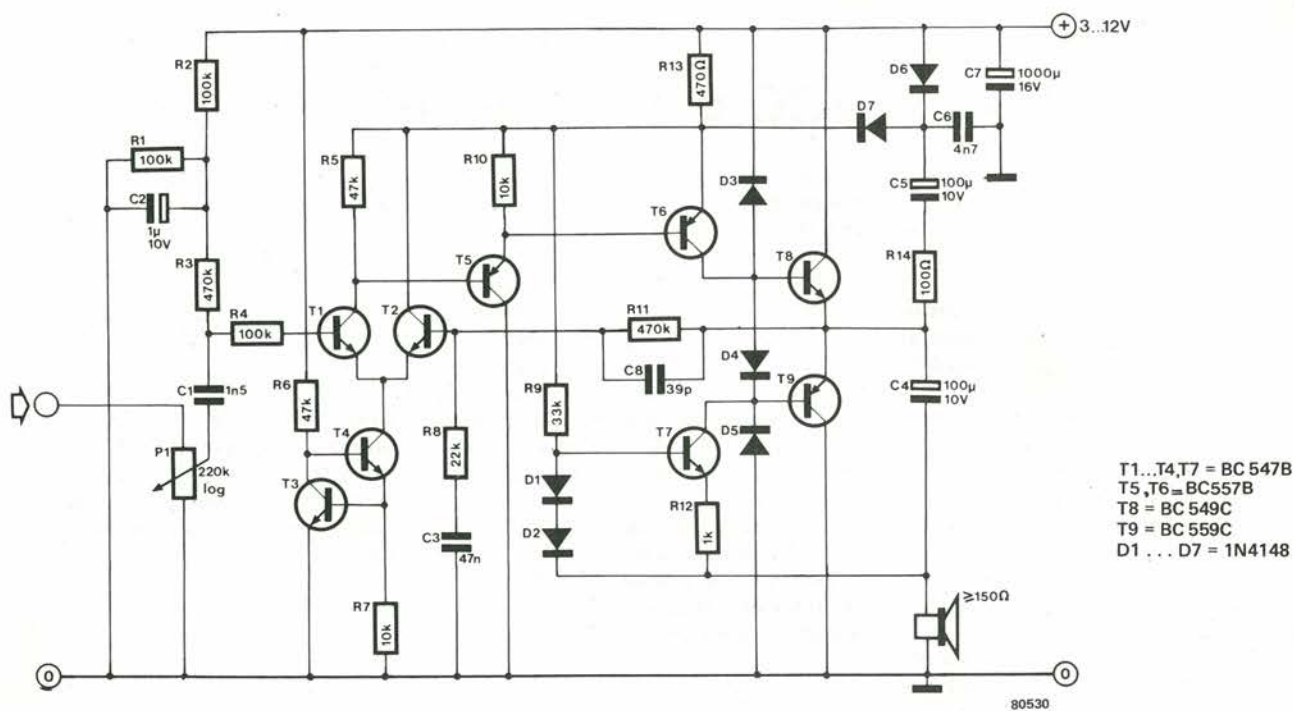 + 3...12V
R2
100k
R13
470Ω
D6
C7
1000µ
16V
D7
C6
4n7
R1
100k
R5
47k
R10
10k
D3
C5
100µ
10V
C2
1µ
10V
T6
R3
470k
T5
T8
R14
100Ω
R4
100k
T1
T2
R11
470k
C8
39p
D4
C4
100µ
10V
C1
1n5
R6
47k
R9
33k
T9
R8
22k
T7
D5
T4
P1
220k
log
T3
D1
R12
1k
D2
C3
47n
≥150Ω
R7
10k
0
0
T1...T4,T7 = BC 547B
T5,T6=BC557B
T8 = BC 549C
T9 = BC 559C
D1 ... D7 = 1N4148
80530